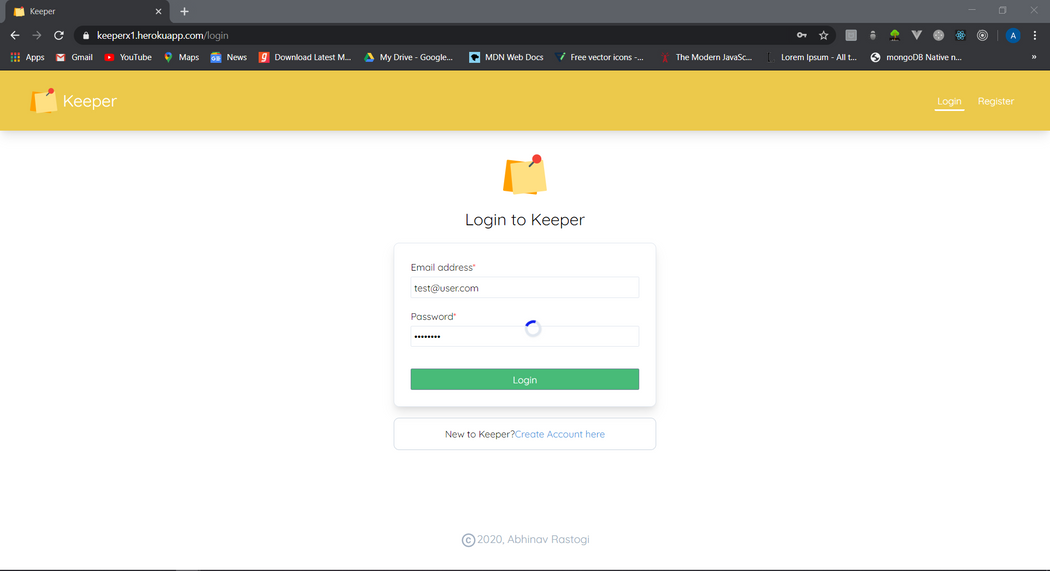 Keeper
keeperx1.herokuapp.com/login
A
Apps Gmail YouTube Maps News Download Latest M... My Drive - Google... MDN Web Docs Free vector icons -... The Modern JavaSc... Lorem Ipsum - All t... mongoDB Native n... »
Keeper Login Register
Login to Keeper
Email address*
test@user.com
Password*
••••••••
Login
New to Keeper?Create Account here
© 2020, Abhinav Rastogi